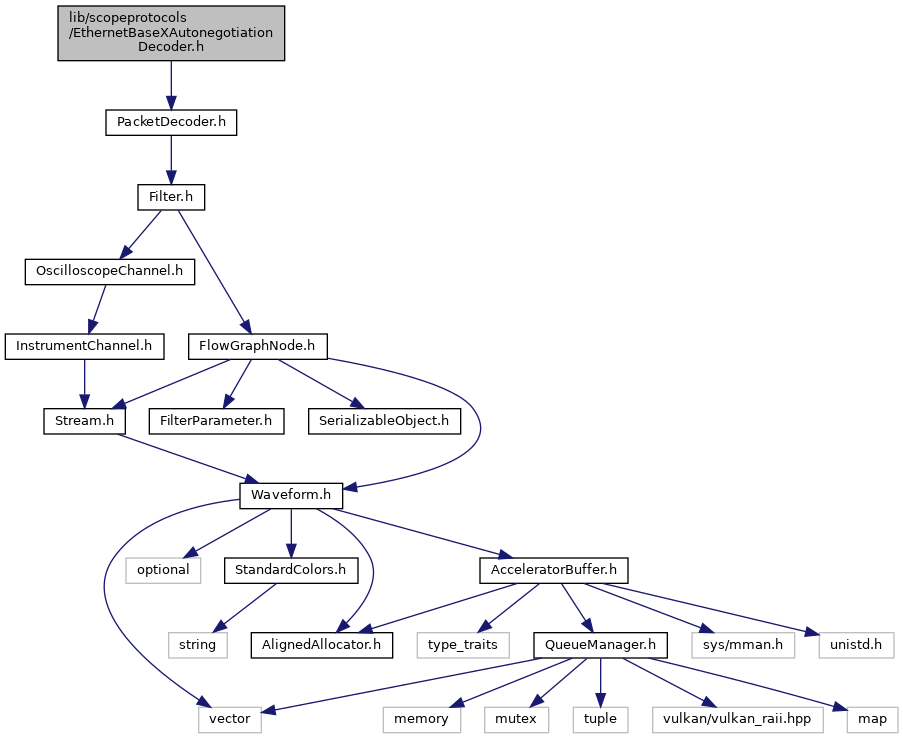 lib/scopeprotocols
/EthernetBaseXAutonegotiation
Decoder.h
PacketDecoder.h
Filter.h
OscilloscopeChannel.h
InstrumentChannel.h
FlowGraphNode.h
Stream.h
FilterParameter.h
SerializableObject.h
Waveform.h
optional
StandardColors.h
AcceleratorBuffer.h
string
AlignedAllocator.h
type_traits
QueueManager.h
sys/mman.h
unistd.h
vector
memory
mutex
tuple
vulkan/vulkan_raii.hpp
map